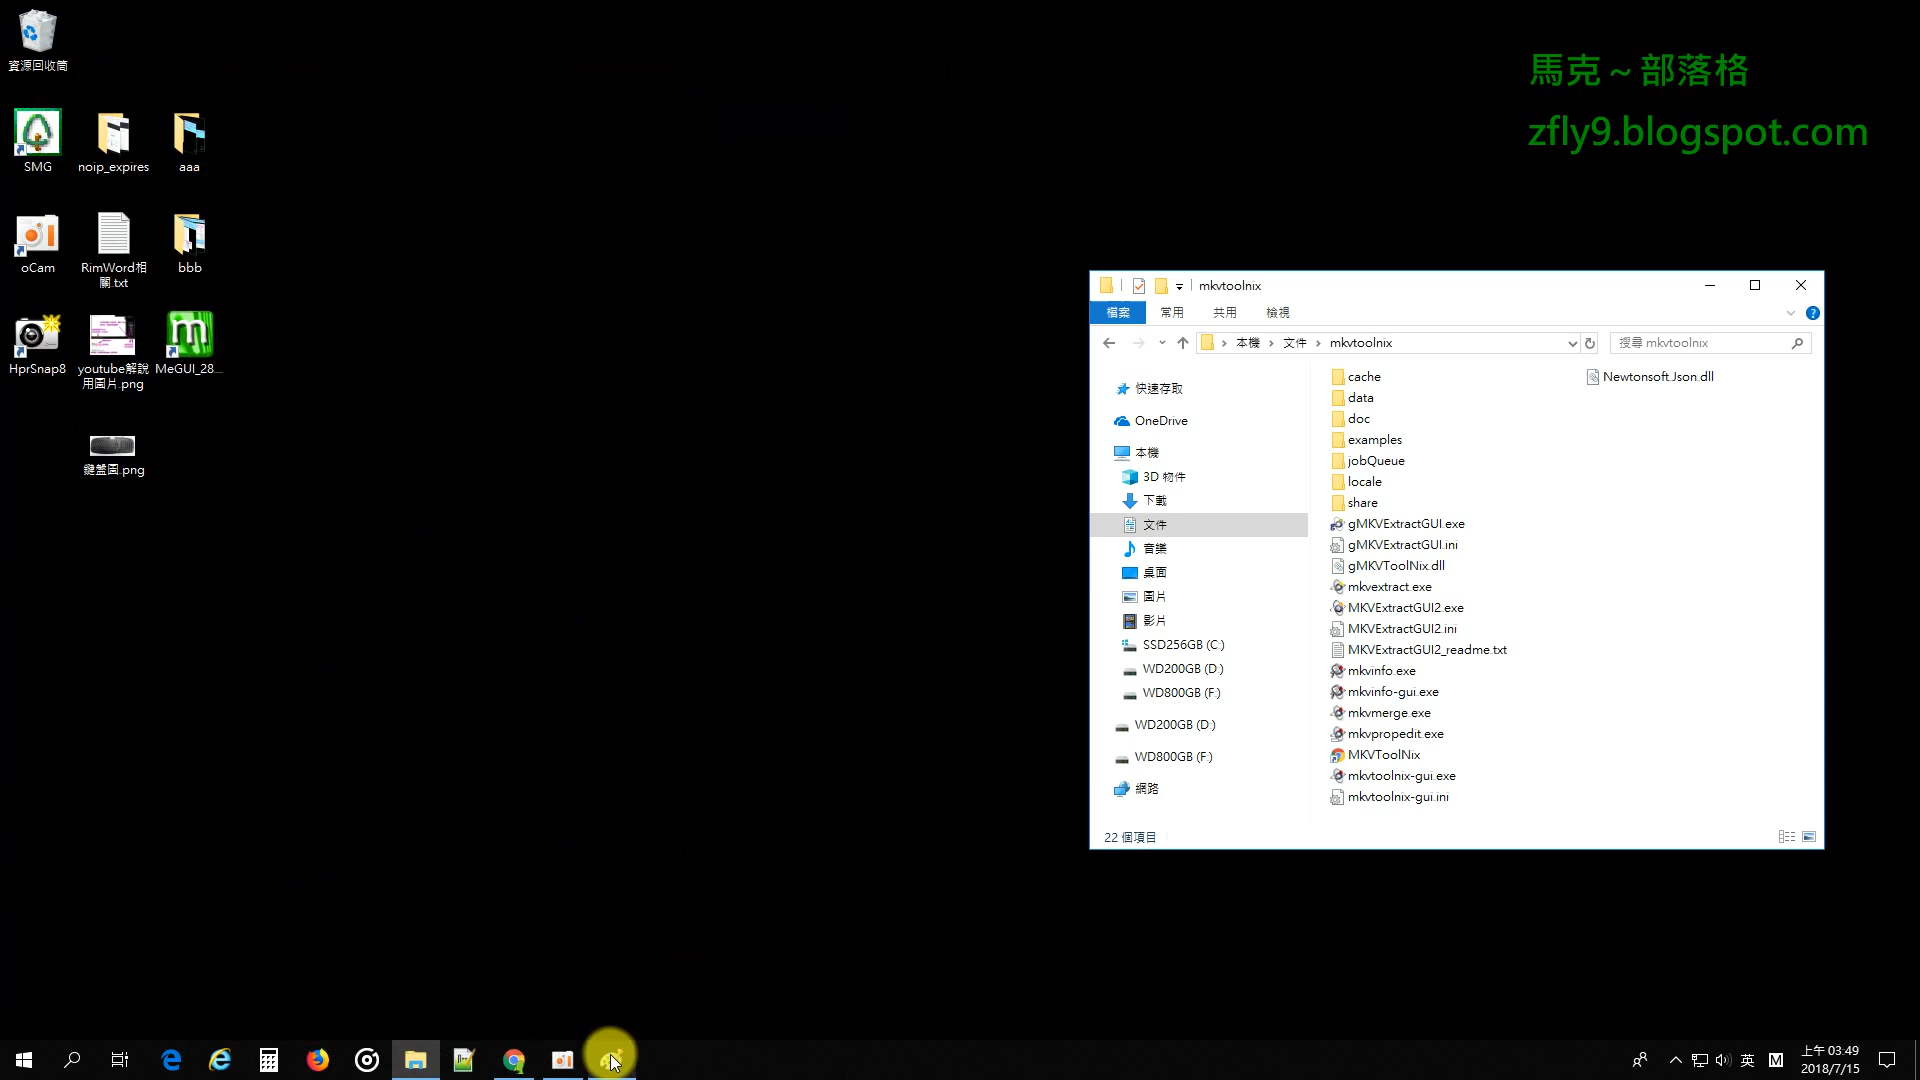 資源回收筒
SMG
noip_expires
aaa
oCam
RimWord相
關.txt
bbb
HprSnap8
youtube解說
用圖片.png
MeGUI_28...
鍵盤圖.png
馬克～部落格
zfly9.blogspot.com
mkvtoolnix
檔案
常用
共用
檢視
本機
文件
mkvtoolnix
搜尋 mkvtoolnix
快速存取
OneDrive
本機
3D 物件
下載
文件
音樂
桌面
圖片
影片
SSD256GB (C:)
WD200GB (D:)
WD800GB (F:)
WD200GB (D:)
WD800GB (F:)
網路
cache
data
doc
examples
jobQueue
locale
share
gMKVExtractGUI.exe
gMKVExtractGUI.ini
gMKVToolNix.dll
mkvextract.exe
MKVExtractGUI2.exe
MKVExtractGUI2.ini
MKVExtractGUI2_readme.txt
mkvinfo.exe
mkvinfo-gui.exe
mkvmerge.exe
mkvpropedit.exe
MKVToolNix
mkvtoolnix-gui.exe
mkvtoolnix-gui.ini
Newtonsoft.Json.dll
22 個項目
英
M
上午 03:49
2018/7/15